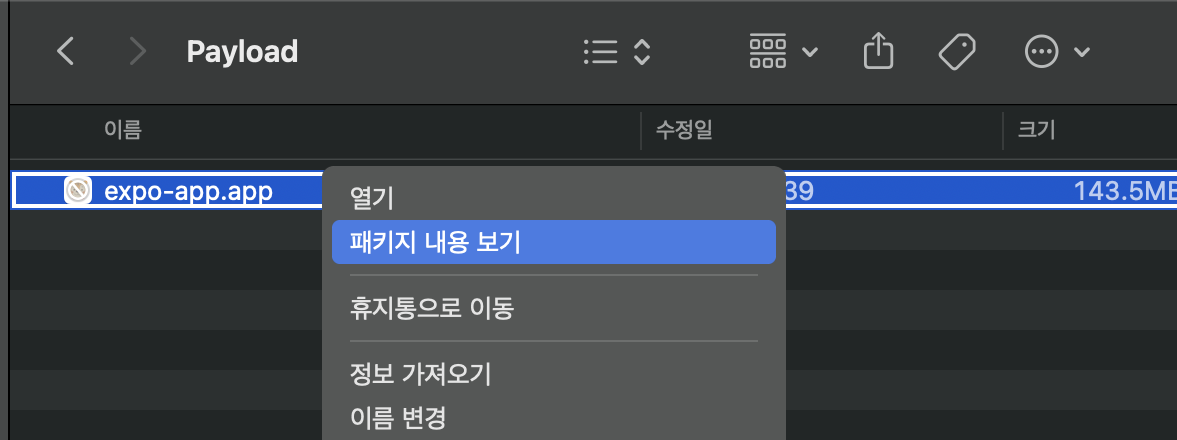 Payload
이름 수정일 크기
expo-app.app 39 143.5MB
열기
패키지 내용 보기
휴지통으로 이동
정보 가져오기
이름 변경